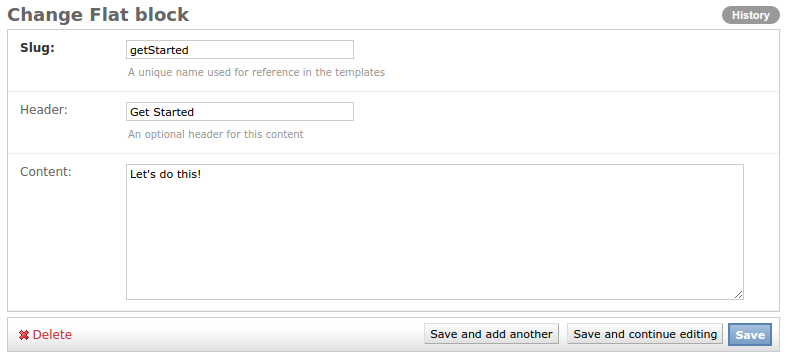 Change Flat block
History
Slug:
getStarted
A unique name used for reference in the templates
Header:
Get Started
An optional header for this content
Content:
Let's do this!
Delete
Save and add another
Save and continue editing
Save